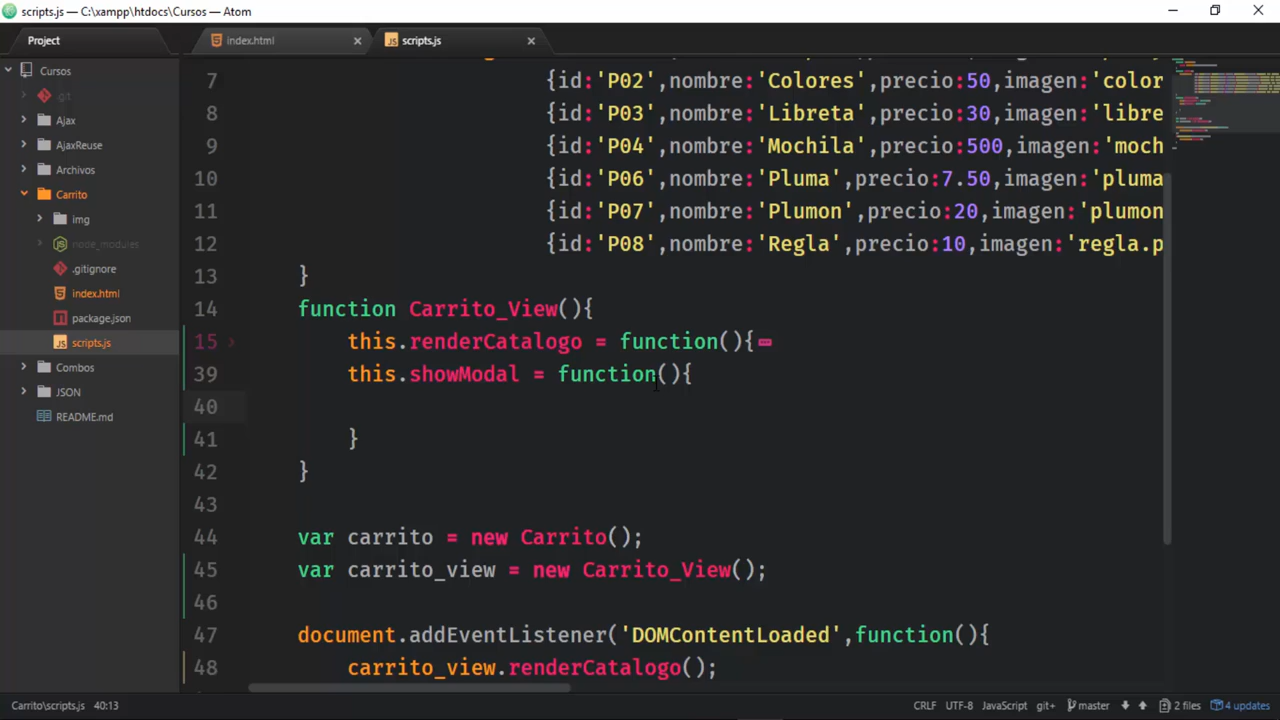 scripts.js — C:\xampp\htdocs\Cursos — Atom
Project
index.html
scripts.js
Cursos
.git
Ajax
AjaxReuse
Archivos
Carrito
img
node_modules
.gitignore
index.html
package.json
scripts.js
Combos
JSON
README.md
7 {id:'P02',nombre:'Colores',precio:50,imagen:'color
8 {id:'P03',nombre:'Libreta',precio:30,imagen:'libre
9 {id:'P04',nombre:'Mochila',precio:500,imagen:'moch
10 {id:'P06',nombre:'Pluma',precio:7.50,imagen:'pluma
11 {id:'P07',nombre:'Plumon',precio:20,imagen:'plumon
12 {id:'P08',nombre:'Regla',precio:10,imagen:'regla.p
13 }
14 function Carrito_View(){
15 this.renderCatalogo = function(){
39 this.showModal = function(){
40
41 }
42 }
43
44 var carrito = new Carrito();
45 var carrito_view = new Carrito_View();
46
47 document.addEventListener('DOMContentLoaded',function(){
48 carrito_view.renderCatalogo();
Carrito\scripts.js 40:13 CRLF UTF-8 JavaScript git+ master 2 files 4 updates